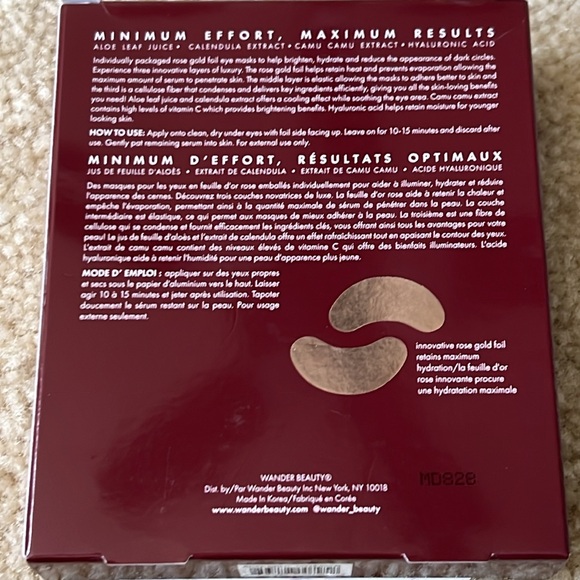 MINIMUM EFFORT, MAXIMUM RESULTS
ALOE LEAF JUICE • CALENDULA EXTRACT • CAMU CAMU EXTRACT • HYALURONIC ACID
Individually packaged rose gold foil eye masks to help brighten, hydrate and reduce the appearance of dark circles.
Experience three innovative layers of luxury. The rose gold foil helps retain heat and prevents evaporation allowing the
maximum amount of serum to penetrate skin. The middle layer is elastic allowing the masks to adhere better to skin and
the third is a cellulose fiber that condenses and delivers key ingredients efficiently, giving you all the skin-loving benefits
you need! Aloe leaf juice and calendula extract offers a cooling effect while soothing the eye area. Camu camu extract
contains high levels of vitamin C which provides brightening benefits. Hyaluronic acid helps retain moisture for younger
looking skin.
HOW TO USE: Apply onto clean, dry under eyes with foil side facing up. Leave on for 10-15 minutes and discard after
use. Gently pat remaining serum into skin. For external use only.
MINIMUM D'EFFORT, RÉSULTATS OPTIMAUX
JUS DE FEUILLE D'ALOÈS • EXTRAIT DE CALENDULA • EXTRAIT DE CAMU CAMU • ACIDE HYALURONIQUE
Des masques pour les yeux en feuille d'or rose emballés individuellement pour aider à illuminer, hydrater et réduire
l'apparence des cernes. Découvrez trois couches novatrices de luxe. La feuille d'or rose aide à retenir la chaleur et
empêche l'évaporation, permettant ainsi à la quantité maximale de sérum de pénétrer dans la peau. La couche
intermédiaire est élastique, ce qui permet aux masques de mieux adhérer à la peau. La troisième est une fibre de
cellulose qui se condense et fournit efficacement les ingrédients clés, vous offrant ainsi tous les avantages pour votre
peau! Le jus de feuille d'aloès et l'extrait de calendula offre un effet rafraîchissant tout en apaisant le contour des yeux.
L'extrait de camu camu contient des niveaux élevés de vitamine C qui offre des bienfaits illuminateurs. L'acide
hyaluronique aide à retenir l'humidité pour une peau d'apparence plus jeune.
MODE D' EMPLOI : appliquer sur des yeux propres
et secs sous le papier d'aluminium vers le haut. Laisser
agir 10 à 15 minutes et jeter après utilisation. Tapoter
doucement le sérum restant sur la peau. Pour usage
externe seulement.
innovative rose gold foil
retains maximum
hydration/la feuille d'or
rose innovante procure
une hydratation maximale
WANDER BEAUTY®
Dist. by/Par Wander Beauty Inc New York, NY 10018
Made In Korea/Fabriqué en Corée
www.wanderbeauty.com @wander_beauty
MD828